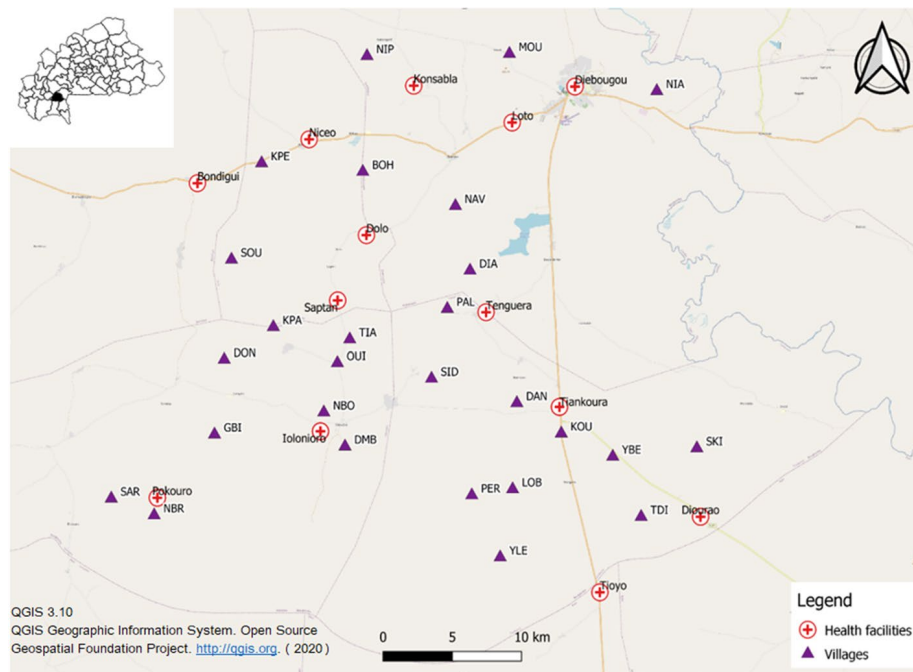 NIP
MOU
Konsabla
Diebougou
NIA
Loto
Niceo
KPE
BOH
Bondigui
NAV
Dolo
SOU
DIA
Saptan
PAL
Tenguera
KPA
TIA
DON
OUI
SID
DAN
Tiankoura
NBO
GBI
Iolonioro
DMB
KOU
YBE
SKI
SAR
Pokouro
NBR
PER
LOB
TDI
YLE
Tioyo
QGIS 3.10
QGIS Geographic Information System. Open Source
Geospatial Foundation Project. http://qgis.org. ( 2020)
0 5 10 km
Legend
Health facilities
Villages